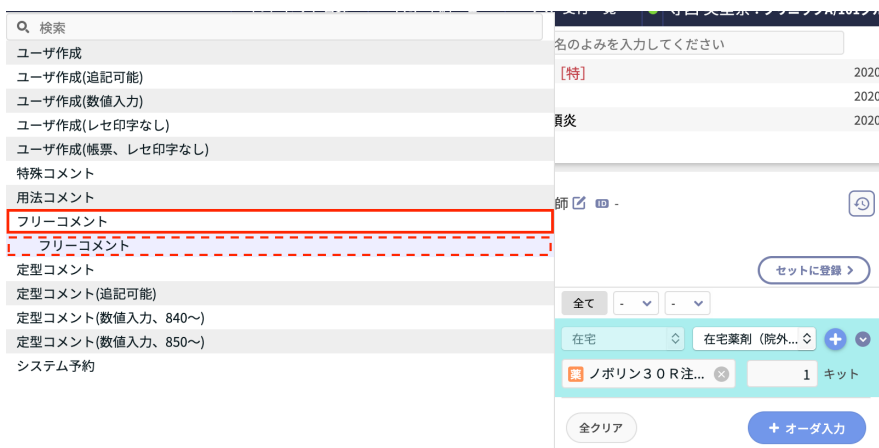 検索
ユーザ作成
ユーザ作成(追記可能)
ユーザ作成(数値入力)
ユーザ作成(レセ印字なし)
ユーザ作成(帳票、レセ印字なし)
特殊コメント
用法コメント
フリーコメント
フリーコメント
定型コメント
定型コメント(追記可能)
定型コメント(数値入力、840〜)
定型コメント(数値入力、850〜)
システム予約
名のよみを入力してください
[特] 2020
2020
炎 2020
師 ID -
セットに登録
全て - -
在宅 在宅薬剤（院外...
薬 ノボリン３０Ｒ注... 1 キット
全クリア + オーダ入力